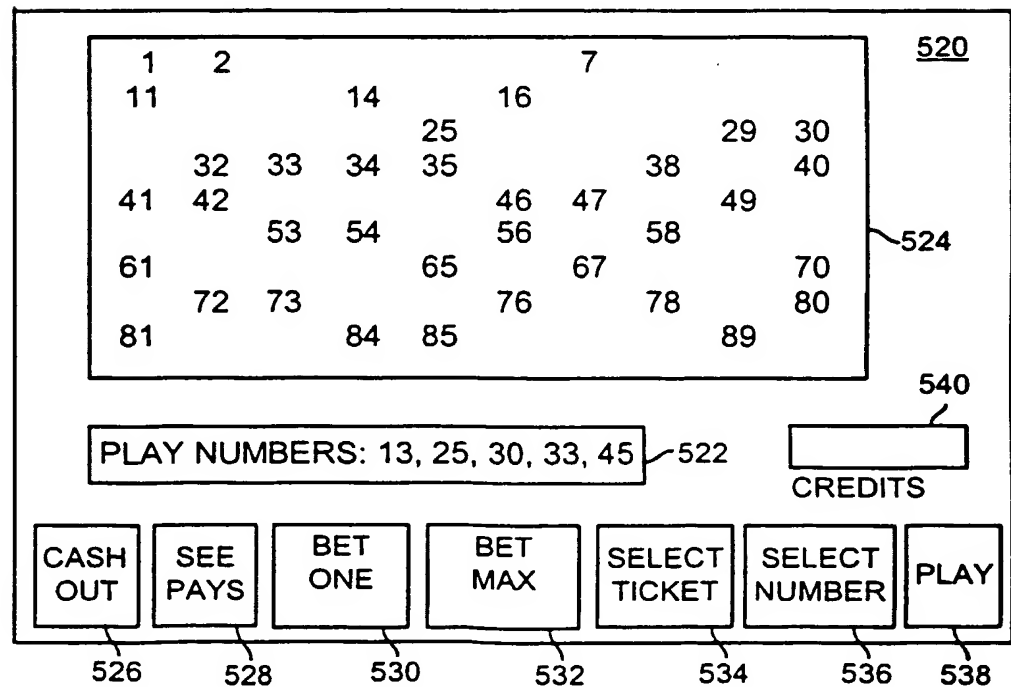 520
1 2 7
11 14 16
25 29 30
32 33 34 35 38 40
41 42 46 47 49
53 54 56 58
524
61 65 67 70
72 73 76 78 80
81 84 85 89
540
PLAY NUMBERS: 13, 25, 30, 33, 45
522
CREDITS
CASH OUT
SEE PAYS
BET ONE
BET MAX
SELECT TICKET
SELECT NUMBER
PLAY
526 528 530 532 534 536 538